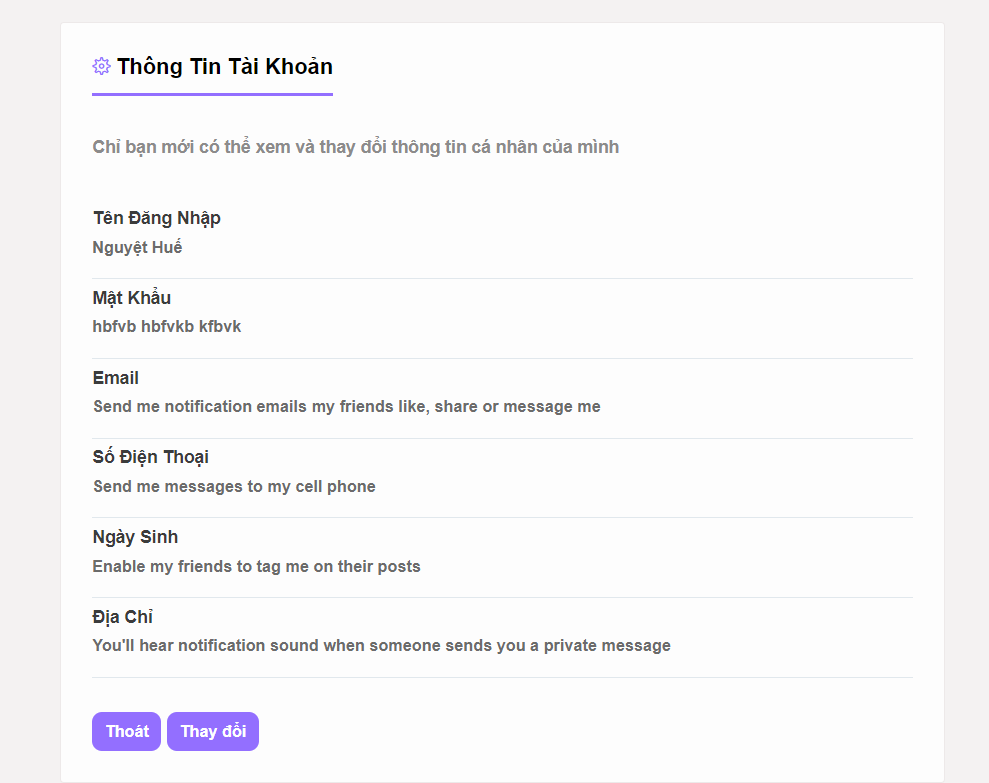 Thông Tin Tài Khoản
Chỉ bạn mới có thể xem và thay đổi thông tin cá nhân của mình
Tên Đăng Nhập
Nguyệt Huế
Mật Khẩu
hbfvb hbfvkb kfbvk
Email
Send me notification emails my friends like, share or message me
Số Điện Thoại
Send me messages to my cell phone
Ngày Sinh
Enable my friends to tag me on their posts
Địa Chỉ
You'll hear notification sound when someone sends you a private message
Thoát Thay đổi